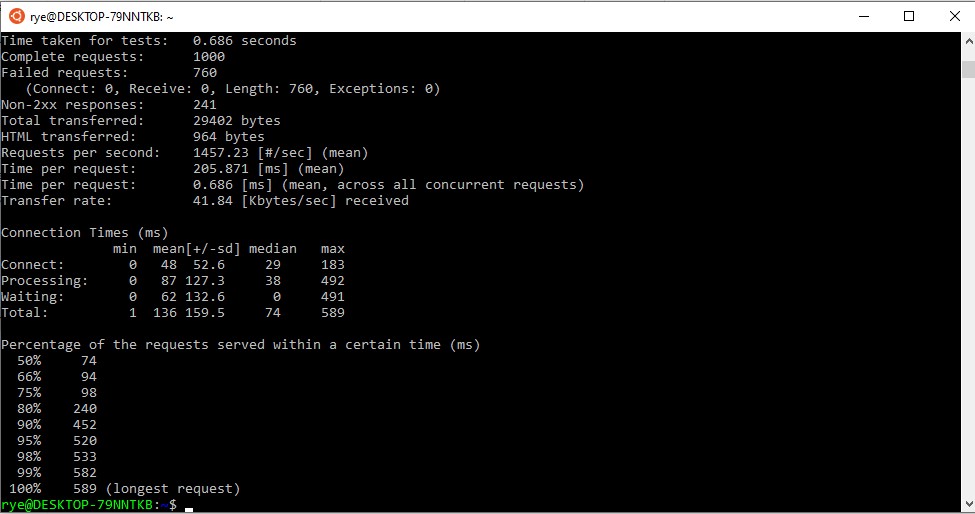 rye@DESKTOP-79NNTKB: ~
Time taken for tests:   0.686 seconds
Complete requests:      1000
Failed requests:        760
   (Connect: 0, Receive: 0, Length: 760, Exceptions: 0)
Non-2xx responses:      241
Total transferred:      29402 bytes
HTML transferred:       964 bytes
Requests per second:    1457.23 [#/sec] (mean)
Time per request:       205.871 [ms] (mean)
Time per request:       0.686 [ms] (mean, across all concurrent requests)
Transfer rate:          41.84 [Kbytes/sec] received
Connection Times (ms)
              min  mean[+/-sd] median   max
Connect:        0   48  52.6     29     183
Processing:     0   87 127.3     38     492
Waiting:        0   62 132.6      0     491
Total:          1  136 159.5     74     589
Percentage of the requests served within a certain time (ms)
  50%     74
  66%     94
  75%     98
  80%    240
  90%    452
  95%    520
  98%    533
  99%    582
 100%    589 (longest request)
rye@DESKTOP-79NNTKB:~$